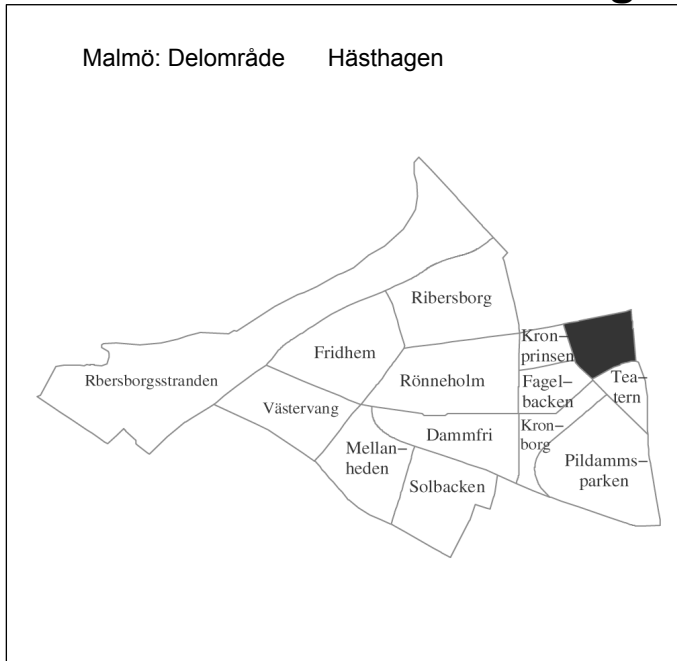 Malmö: Delområde Hästhagen
Ribersborg
Kron–
prinsen
Fridhem
Rönneholm
Fagel–
backen
Tea–
tern
Rbersborgsstranden
Västervang
Dammfri
Kron–
borg
Mellan–
heden
Pildamms–
parken
Solbacken